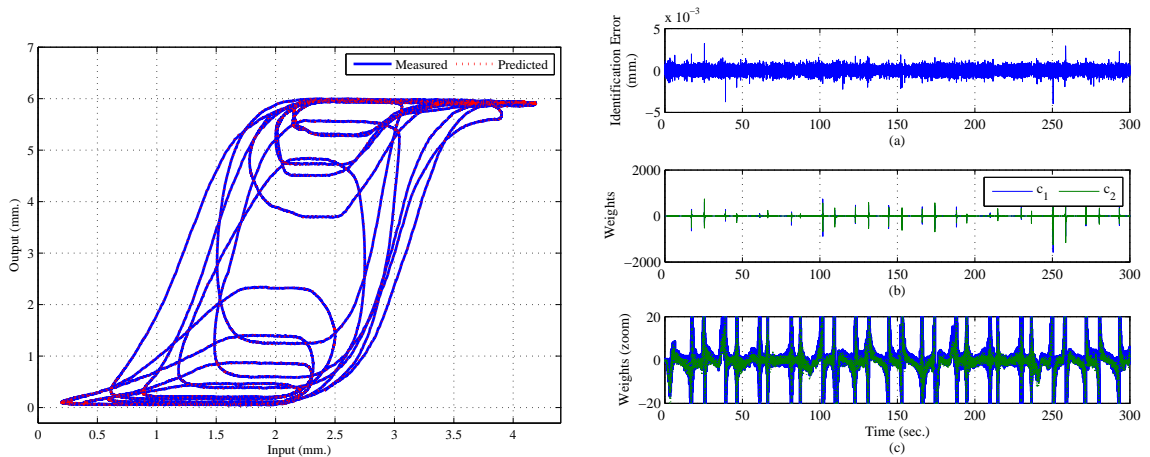 7
6
5
4
3
2
1
0
Output (mm.)
0
0.5
1
1.5
2
2.5
3
3.5
4
Input (mm.)
Measured
Predicted
x 10^−3
5
0
−5
Identification Error
(mm.)
0 50 100 150 200 250 300
(a)
2000
0
−2000
Weights
c_1 c_2
0 50 100 150 200 250 300
(b)
20
0
−20
Weights (zoom)
0 50 100 150 200 250 300
Time (sec.)
(c)